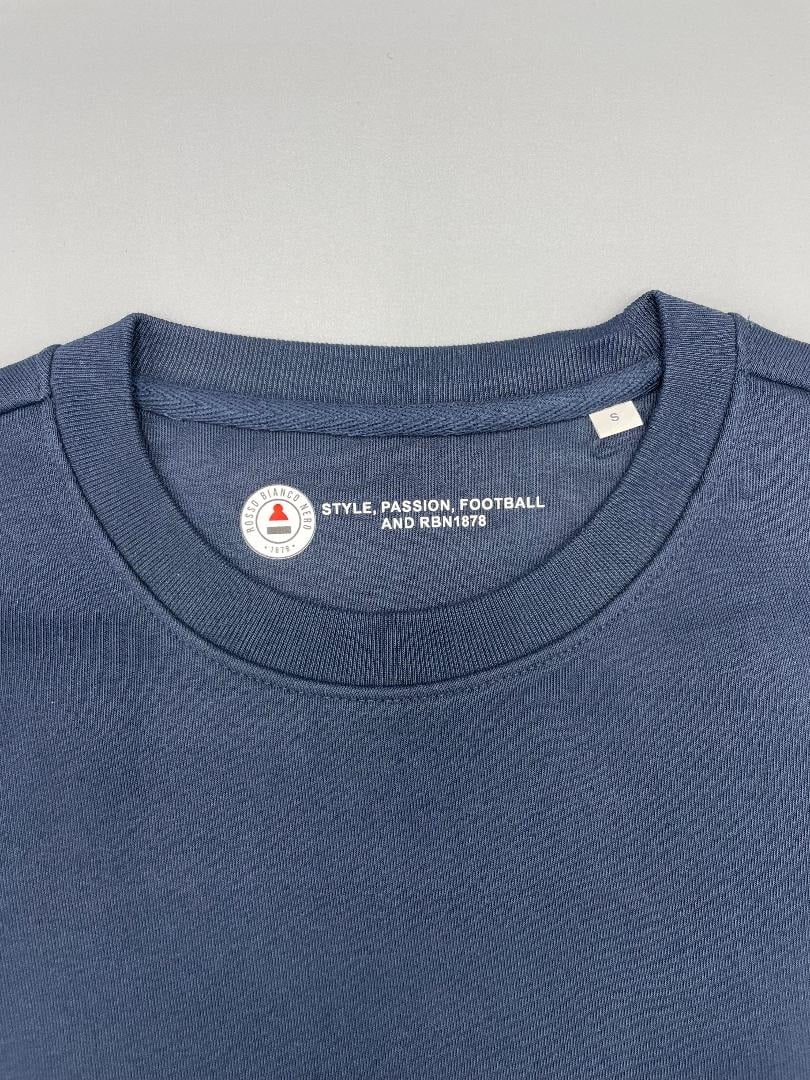 S
ROSSO BIANCO NERO
• 1878 •
STYLE, PASSION, FOOTBALL
AND RBN1878